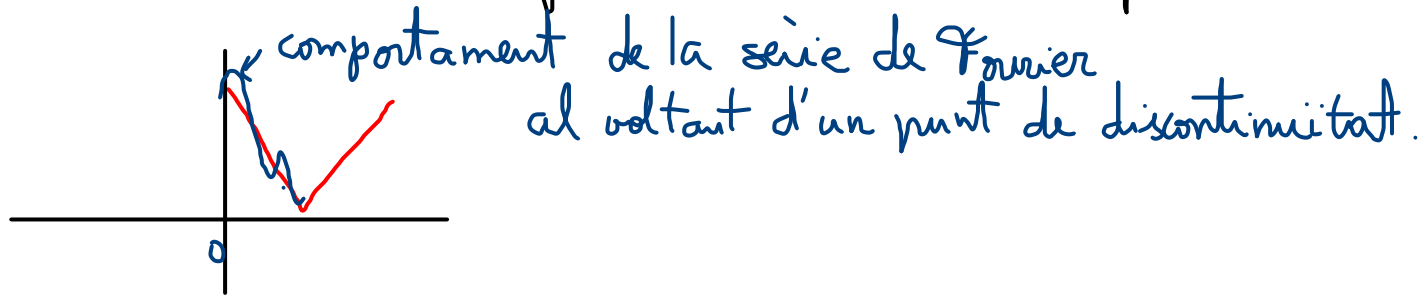 comportament de la sèrie de Fourier
al voltant d'un punt de discontinuïtat.
0